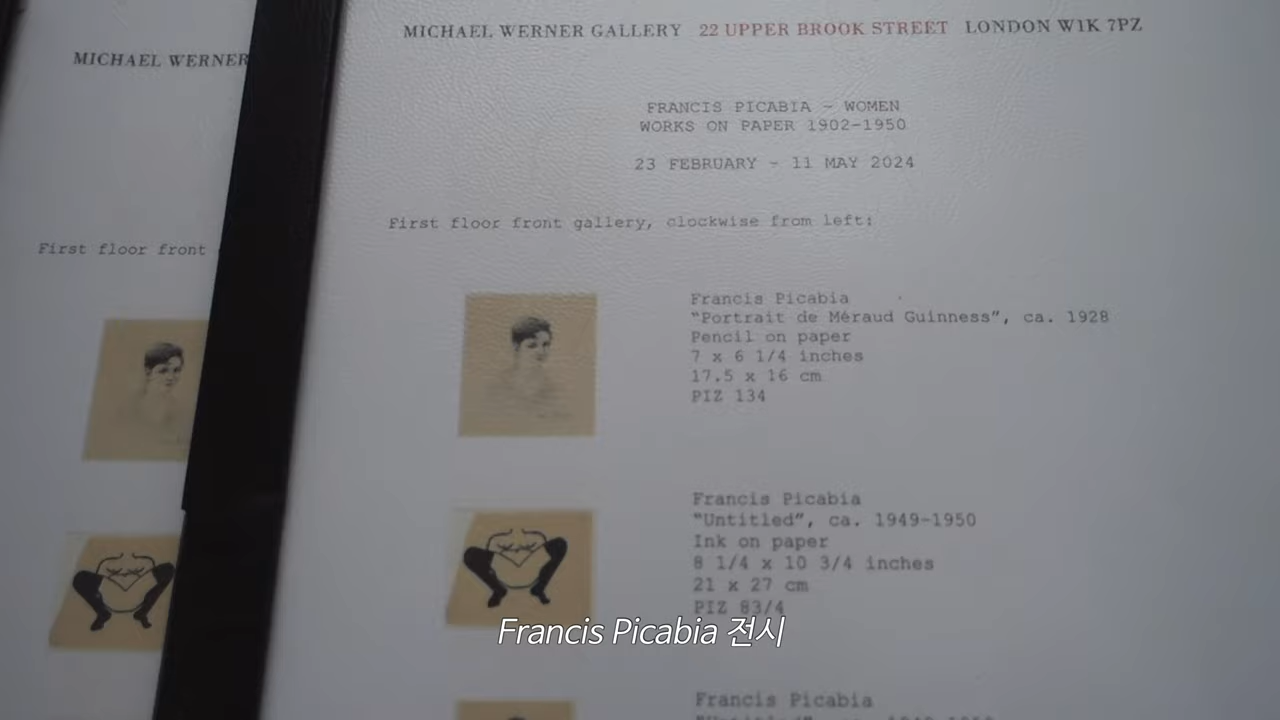 MICHAEL WERNER
First floor front
MICHAEL WERNER GALLERY 22 UPPER BROOK STREET LONDON W1K 7PZ
FRANCIS PICABIA - WOMEN
WORKS ON PAPER 1902-1950
23 FEBRUARY - 11 MAY 2024
First floor front gallery, clockwise from left:
Francis Picabia
“Portrait de Méraud Guinness”, ca. 1928
Pencil on paper
7 x 6 1/4 inches
17.5 x 16 cm
PIZ 134
Francis Picabia
“Untitled”, ca. 1949-1950
Ink on paper
8 1/4 x 10 3/4 inches
21 x 27 cm
PIZ 83/4
Francis Picabia 전시
Francis Picabia